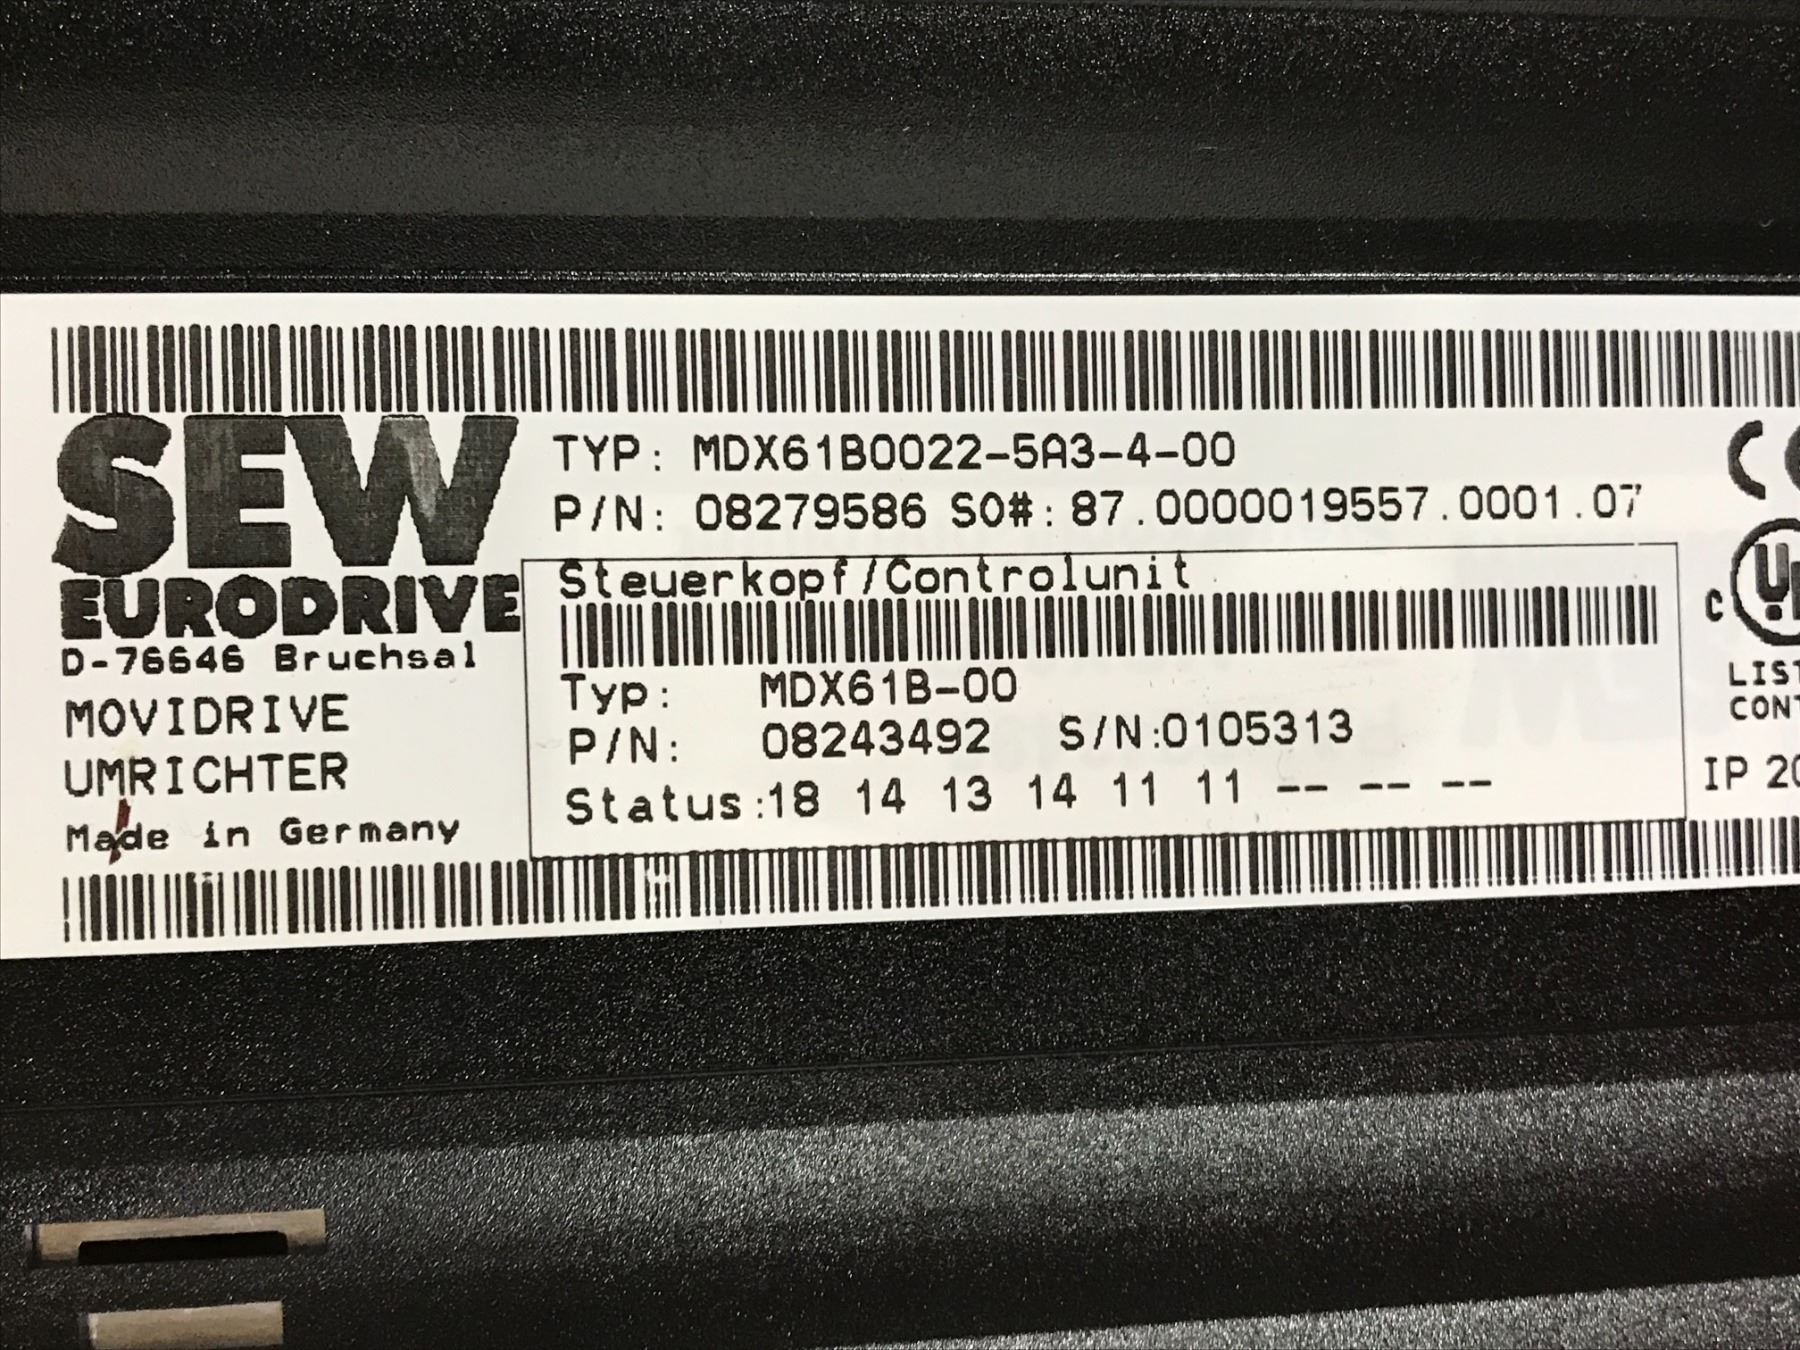 SEW
EURODRIVE
D-76646 Bruchsal
MOVIDRIVE
UMRICHTER
Made in Germany
TYP: MDX61B0022-5A3-4-00
P/N: 08279586 SO#: 87.0000019557.0001.07
Steuerkopf/Controlunit
Typ: MDX61B-00
P/N: 08243492 S/N:0105313
Status:18 14 13 14 11 11 -- -- --
C
IP 20